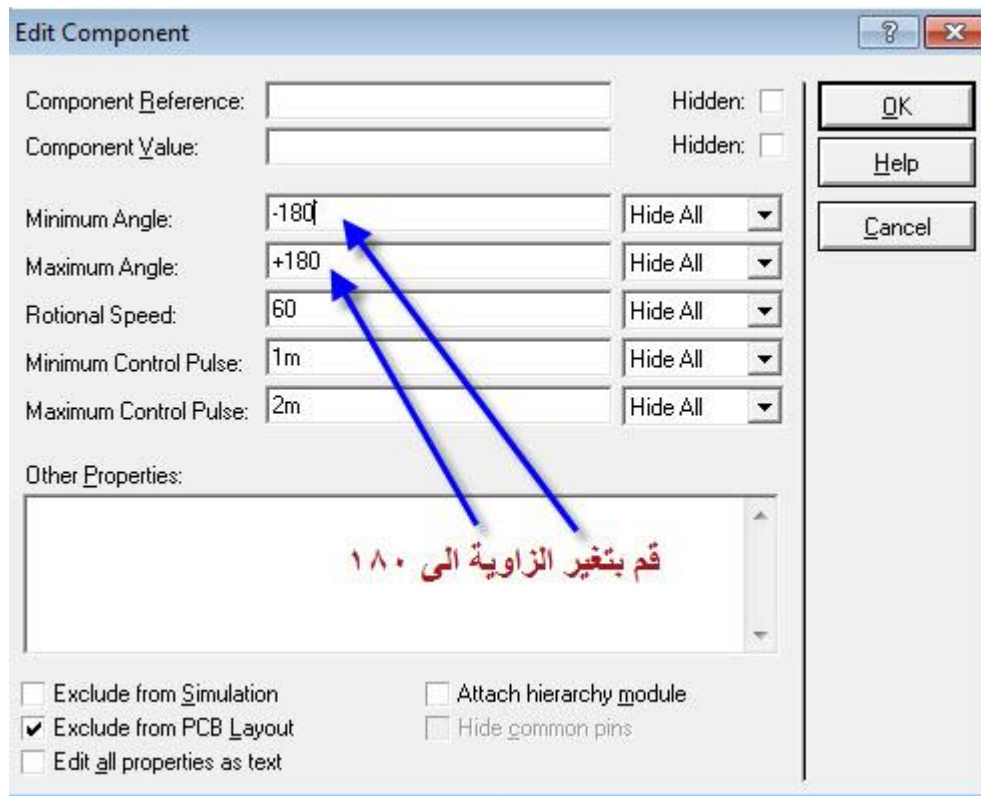 Edit Component
Component Reference: Hidden: OK
Component Value: Hidden: Help
Minimum Angle: -180 Hide All Cancel
Maximum Angle: +180 Hide All
Rotional Speed: 60 Hide All
Minimum Control Pulse: 1m Hide All
Maximum Control Pulse: 2m Hide All
Other Properties:
قم بتغير الزاوية الى ١٨٠
Exclude from Simulation Attach hierarchy module
Exclude from PCB Layout Hide common pins
Edit all properties as text